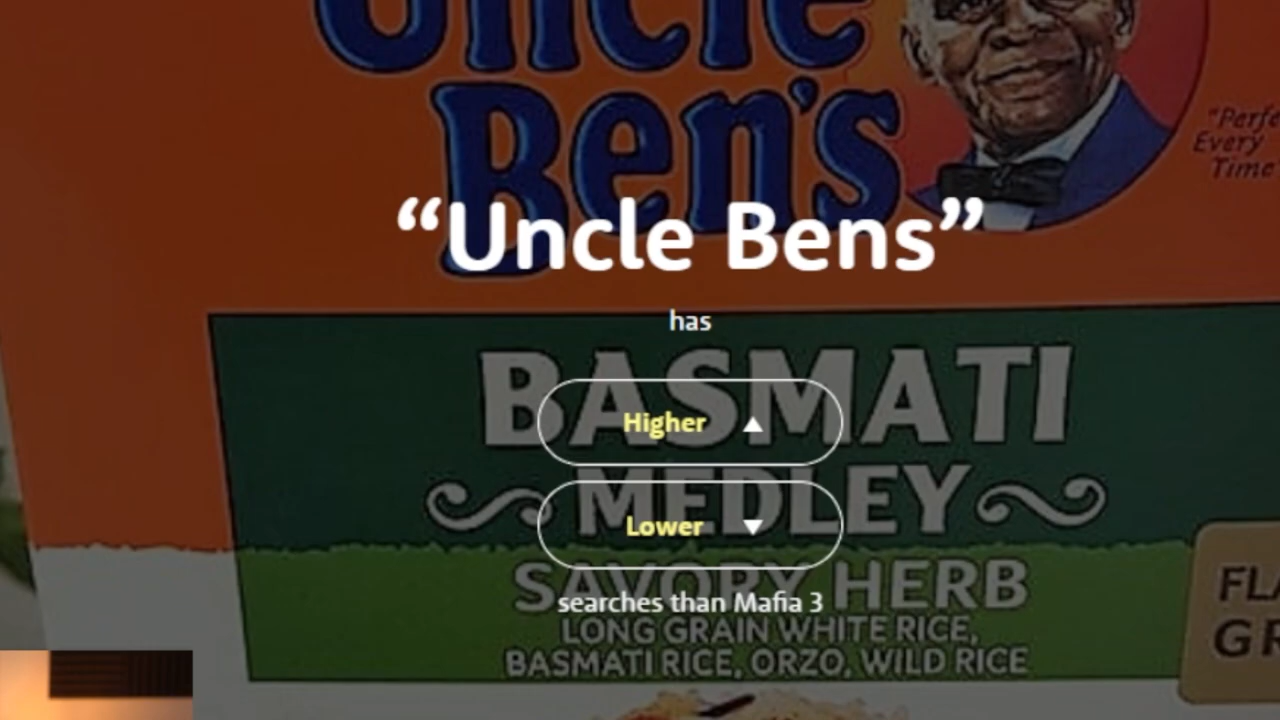 Uncle
Ben's
"Perfe
Every
Time"
“Uncle Bens”
has
BASMATI
Higher ▲
MEDLEY
Lower ▼
SAVORY HERB
searches than Mafia 3
LONG GRAIN WHITE RICE,
BASMATI RICE, ORZO, WILD RICE
FLA
GR